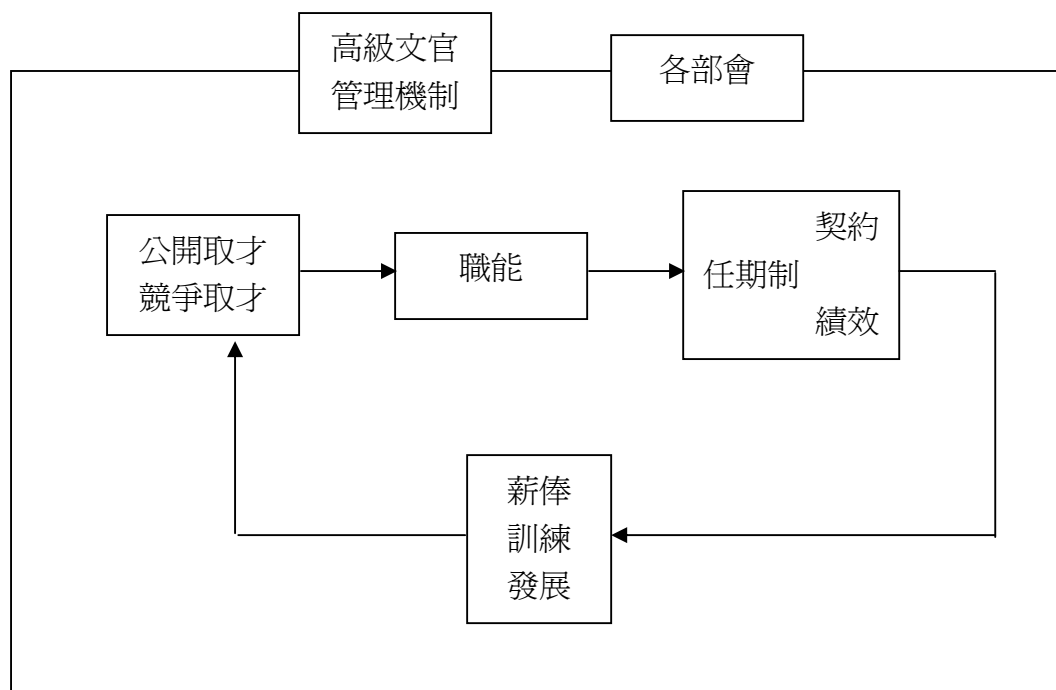 高級文官
管理機制
各部會
公開取才
競爭取才
職能
契約
任期制
績效
薪俸
訓練
發展